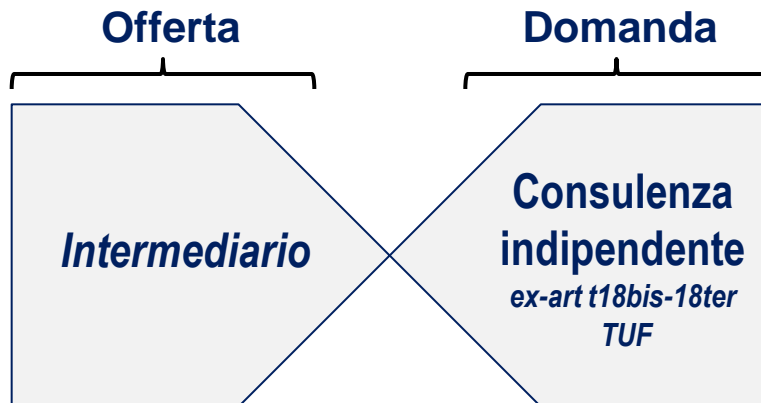 Offerta
Domanda
Intermediario
Consulenza
indipendente
ex-art t18bis-18ter
TUF